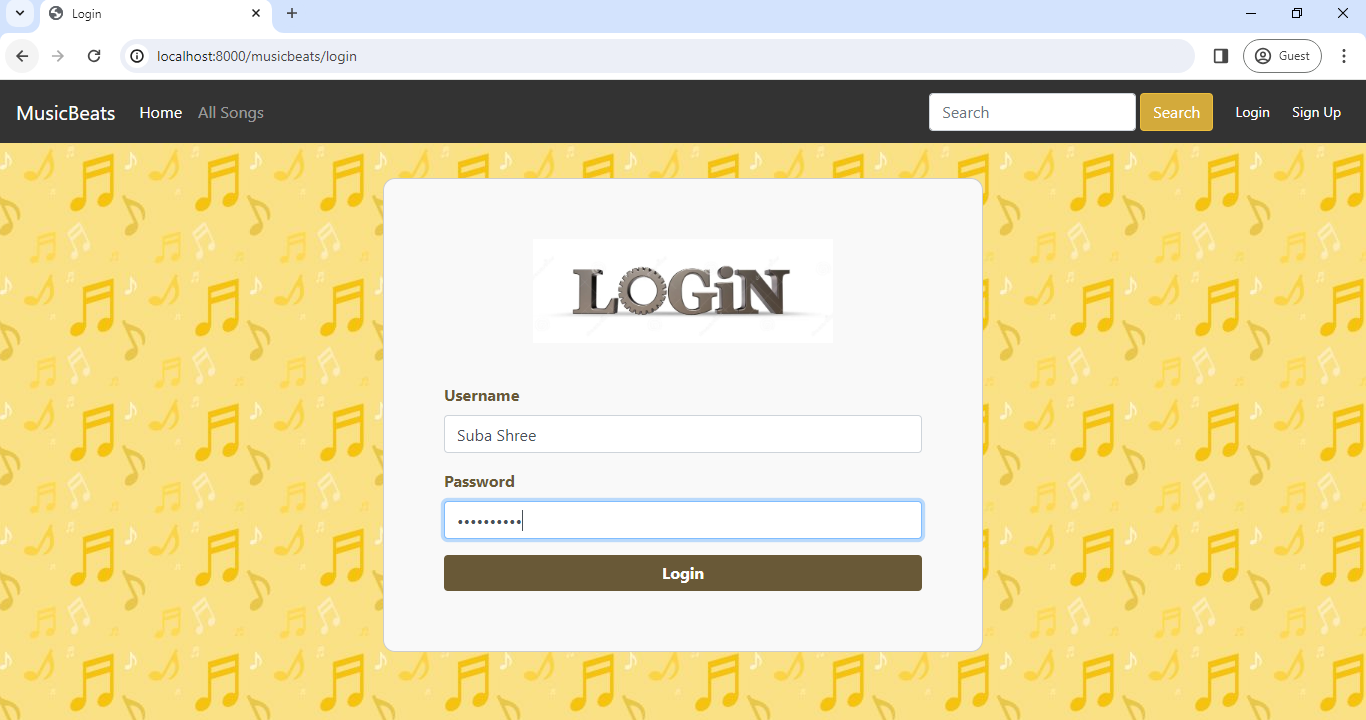 Login
localhost:8000/musicbeats/login
Guest
MusicBeats Home All Songs
Search Search Login Sign Up
LOGiN
Username
Suba Shree
Password
••••••••••
Login